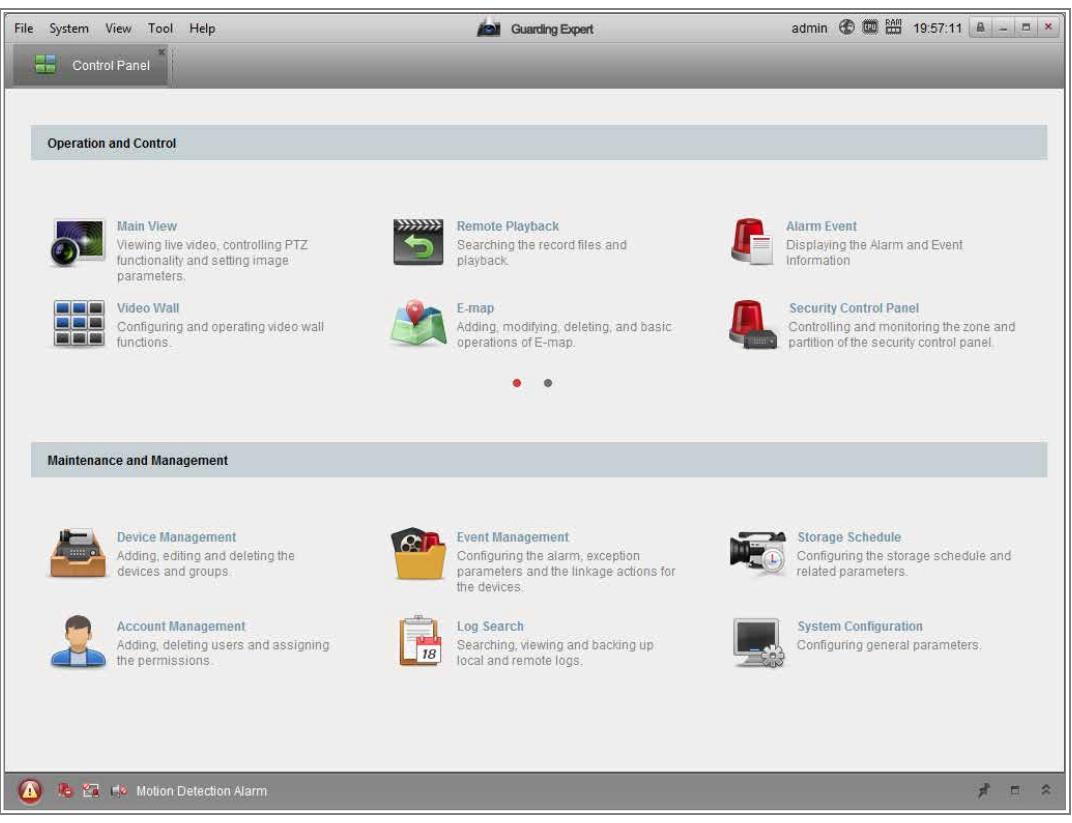 File System View Tool Help Guarding Expert admin CPU RAM 19:57:11
Control Panel
Operation and Control
Main View
Viewing live video, controlling PTZ
functionality and setting image
parameters.
Remote Playback
Searching the record files and
playback.
Alarm Event
Displaying the Alarm and Event
Information
Video Wall
Configuring and operating video wall
functions.
E-map
Adding, modifying, deleting, and basic
operations of E-map.
Security Control Panel
Controlling and monitoring the zone and
partition of the security control panel.
Maintenance and Management
Device Management
Adding, editing and deleting the
devices and groups.
Event Management
Configuring the alarm, exception
parameters and the linkage actions for
the devices.
Storage Schedule
Configuring the storage schedule and
related parameters.
Account Management
Adding, deleting users and assigning
the permissions.
Log Search
Searching, viewing and backing up
local and remote logs.
18
System Configuration
Configuring general parameters.
Motion Detection Alarm